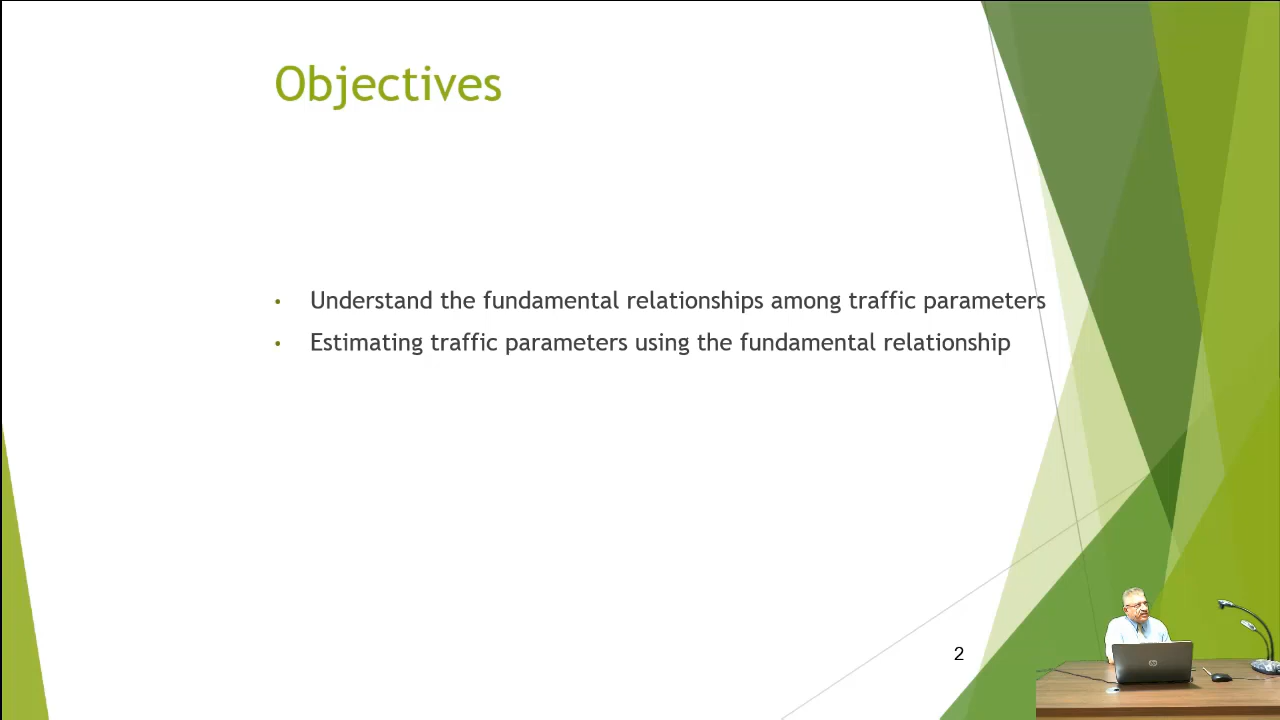 Objectives
• Understand the fundamental relationships among traffic parameters
• Estimating traffic parameters using the fundamental relationship
2